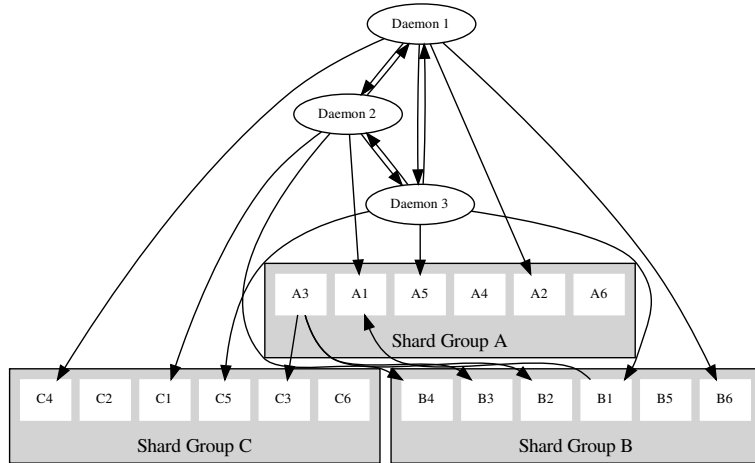 Daemon 1
Daemon 2
Daemon 3
A3 A1 A5 A4 A2 A6
Shard Group A
C4 C2 C1 C5 C3 C6
Shard Group C
B4 B3 B2 B1 B5 B6
Shard Group B